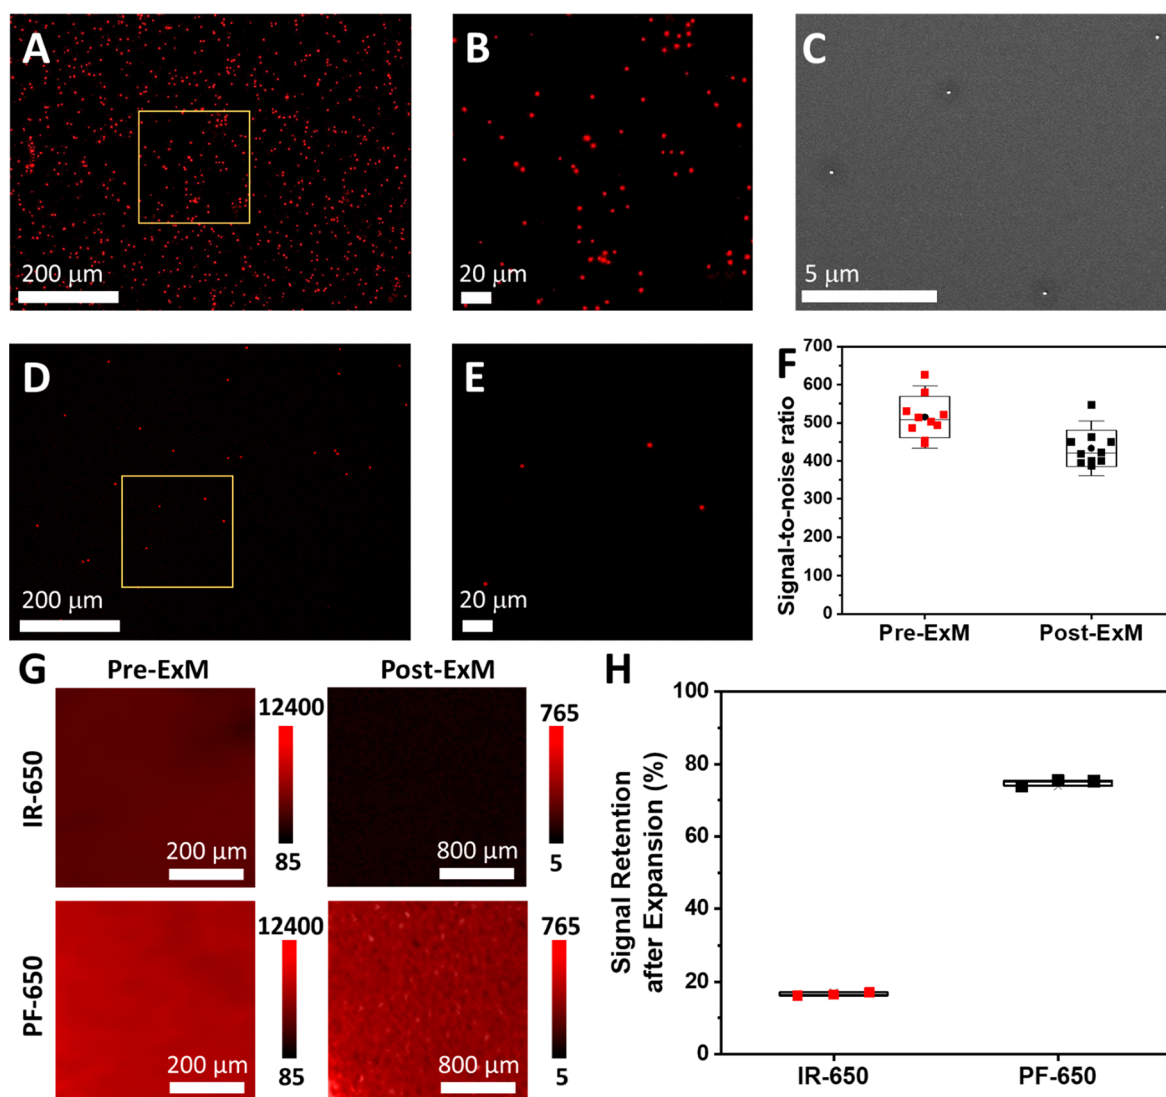 A
200 µm
B
20 µm
C
5 µm
D
200 µm
E
20 µm
F
Signal-to-noise ratio
700
600
500
400
300
200
100
0
Pre-ExM
Post-ExM
G
Pre-ExM
Post-ExM
IR-650
200 µm
12400
85
800 µm
765
5
PF-650
200 µm
12400
85
800 µm
765
5
H
Signal Retention
after Expansion (%)
100
80
60
40
20
0
IR-650
PF-650